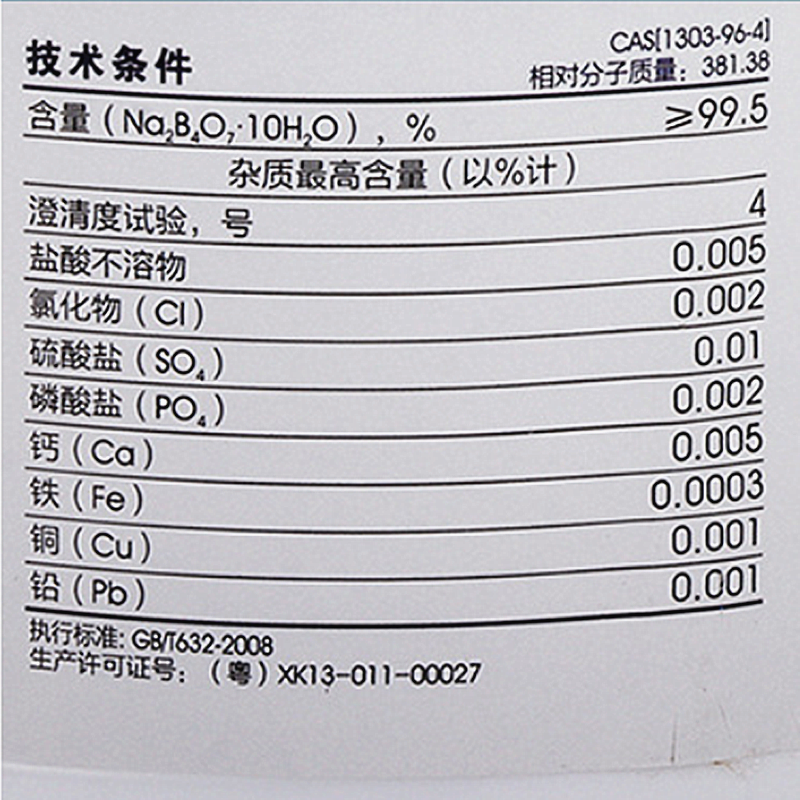 技术条件
CAS[1303-96-4]
相对分子质量：381.38
含量（Na₂B₄O₇·10H₂O），% ≥99.5
杂质最高含量（以%计）
澄清度试验，号 4
盐酸不溶物 0.005
氯化物（Cl） 0.002
硫酸盐（SO₄） 0.01
磷酸盐（PO₄） 0.002
钙（Ca） 0.005
铁（Fe） 0.0003
铜（Cu） 0.001
铅（Pb） 0.001
执行标准: GB/T632-2008
生产许可证号：（粤）XK13-011-00027